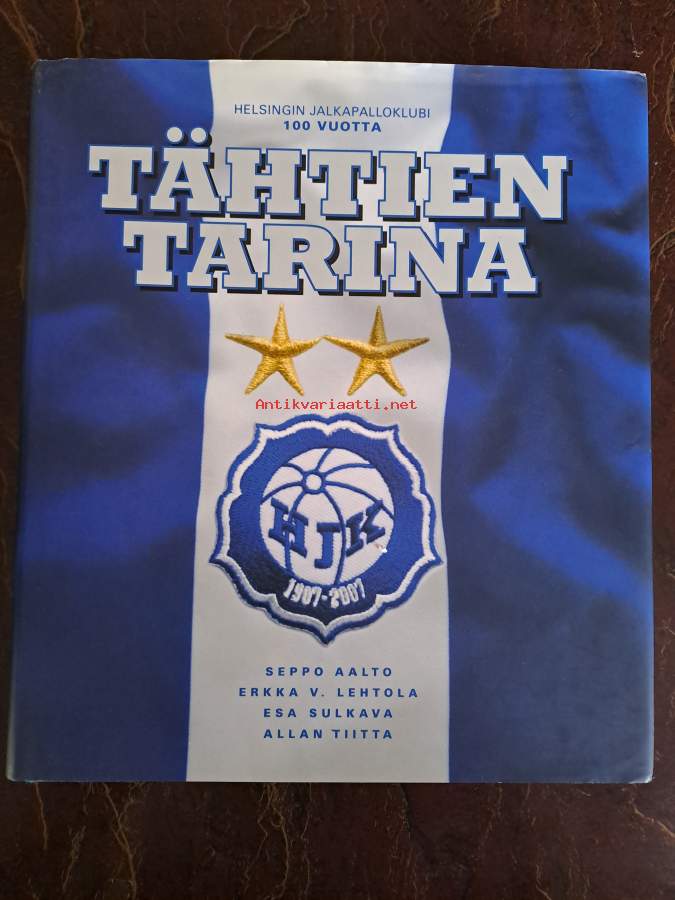 HELSINGIN JALKAPALLOKLUBI
100 VUOTTA
TÄHTIEN
TARINA
Antikvariaatti.net
HJK
1907-2007
SEPPO AALTO
ERKKA V. LEHTOLA
ESA SULKAVA
ALLAN TIITTA